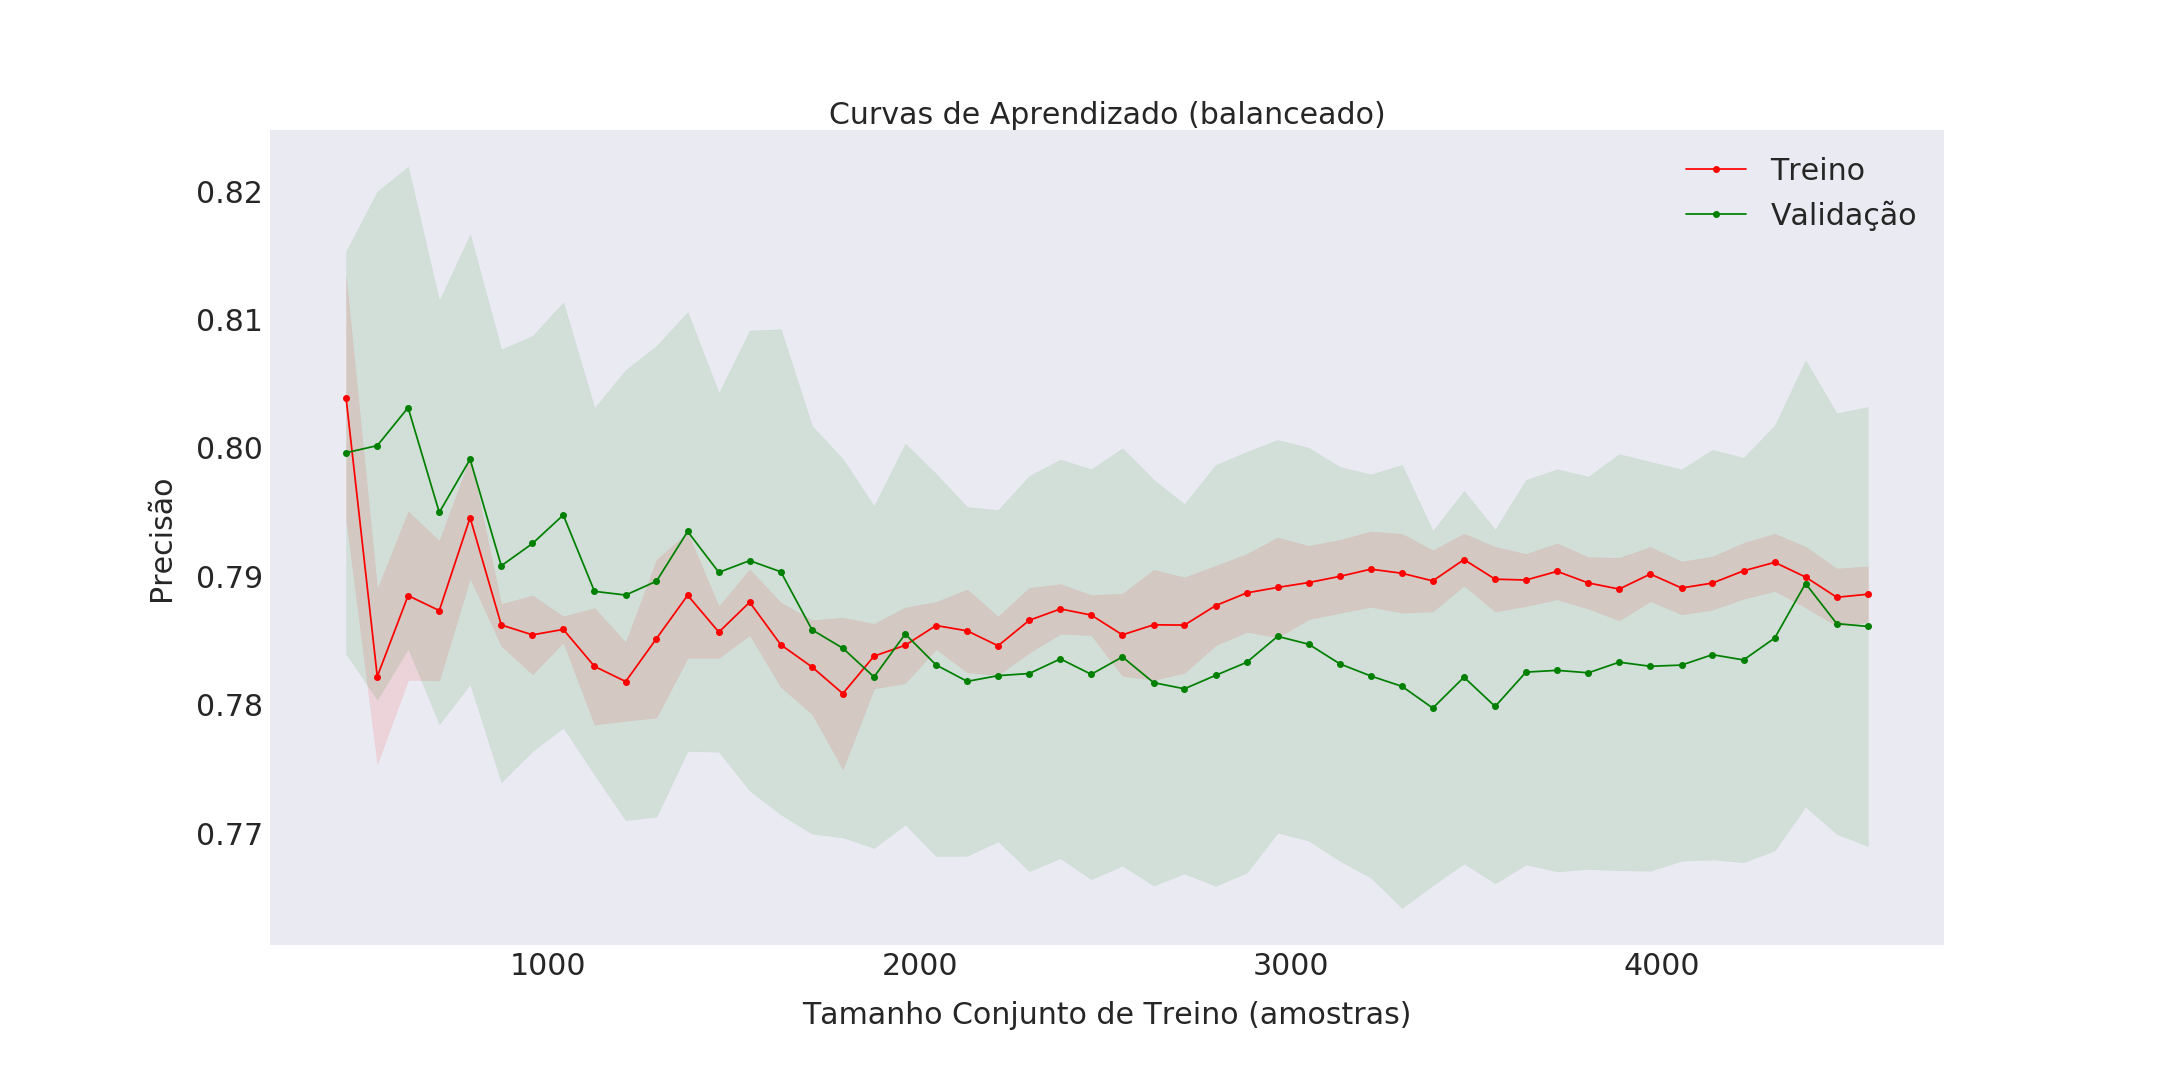 Curvas de Aprendizado (balanceado)
Treino
Validação
0.82
0.81
0.80
0.79
0.78
0.77
Precisão
1000 2000 3000 4000
Tamanho Conjunto de Treino (amostras)